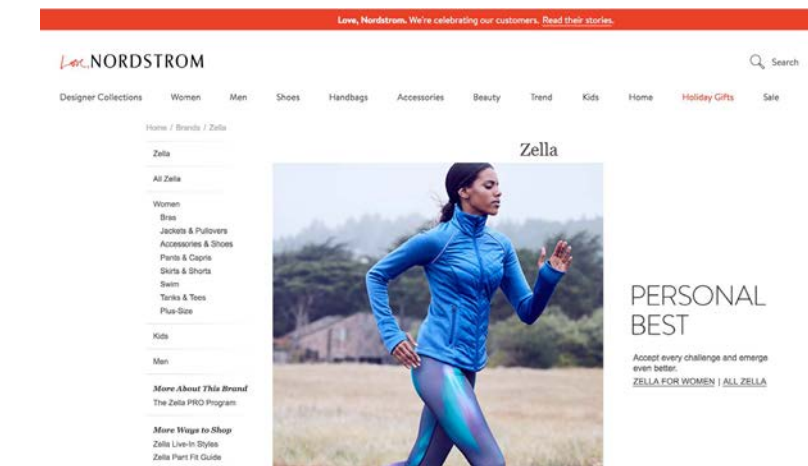 Love, Nordstrom. We're celebrating our customers. Read their stories.
Love, NORDSTROM
Search
Designer Collections Women Men Shoes Handbags Accessories Beauty Trend Kids Home Holiday Gifts Sale
Home / Brands / Zella
Zella
Zella
All Zella
Women
Bras
Jackets & Pullovers
Accessories & Shoes
Pants & Capris
Skirts & Shorts
Swim
Tanks & Tees
Plus-Size
Kids
Men
More About This Brand
The Zella PRO Program
More Ways to Shop
Zella Live-In Styles
Zella Pant Fit Guide
PERSONAL
BEST
Accept every challenge and emerge
even better.
ZELLA FOR WOMEN | ALL ZELLA